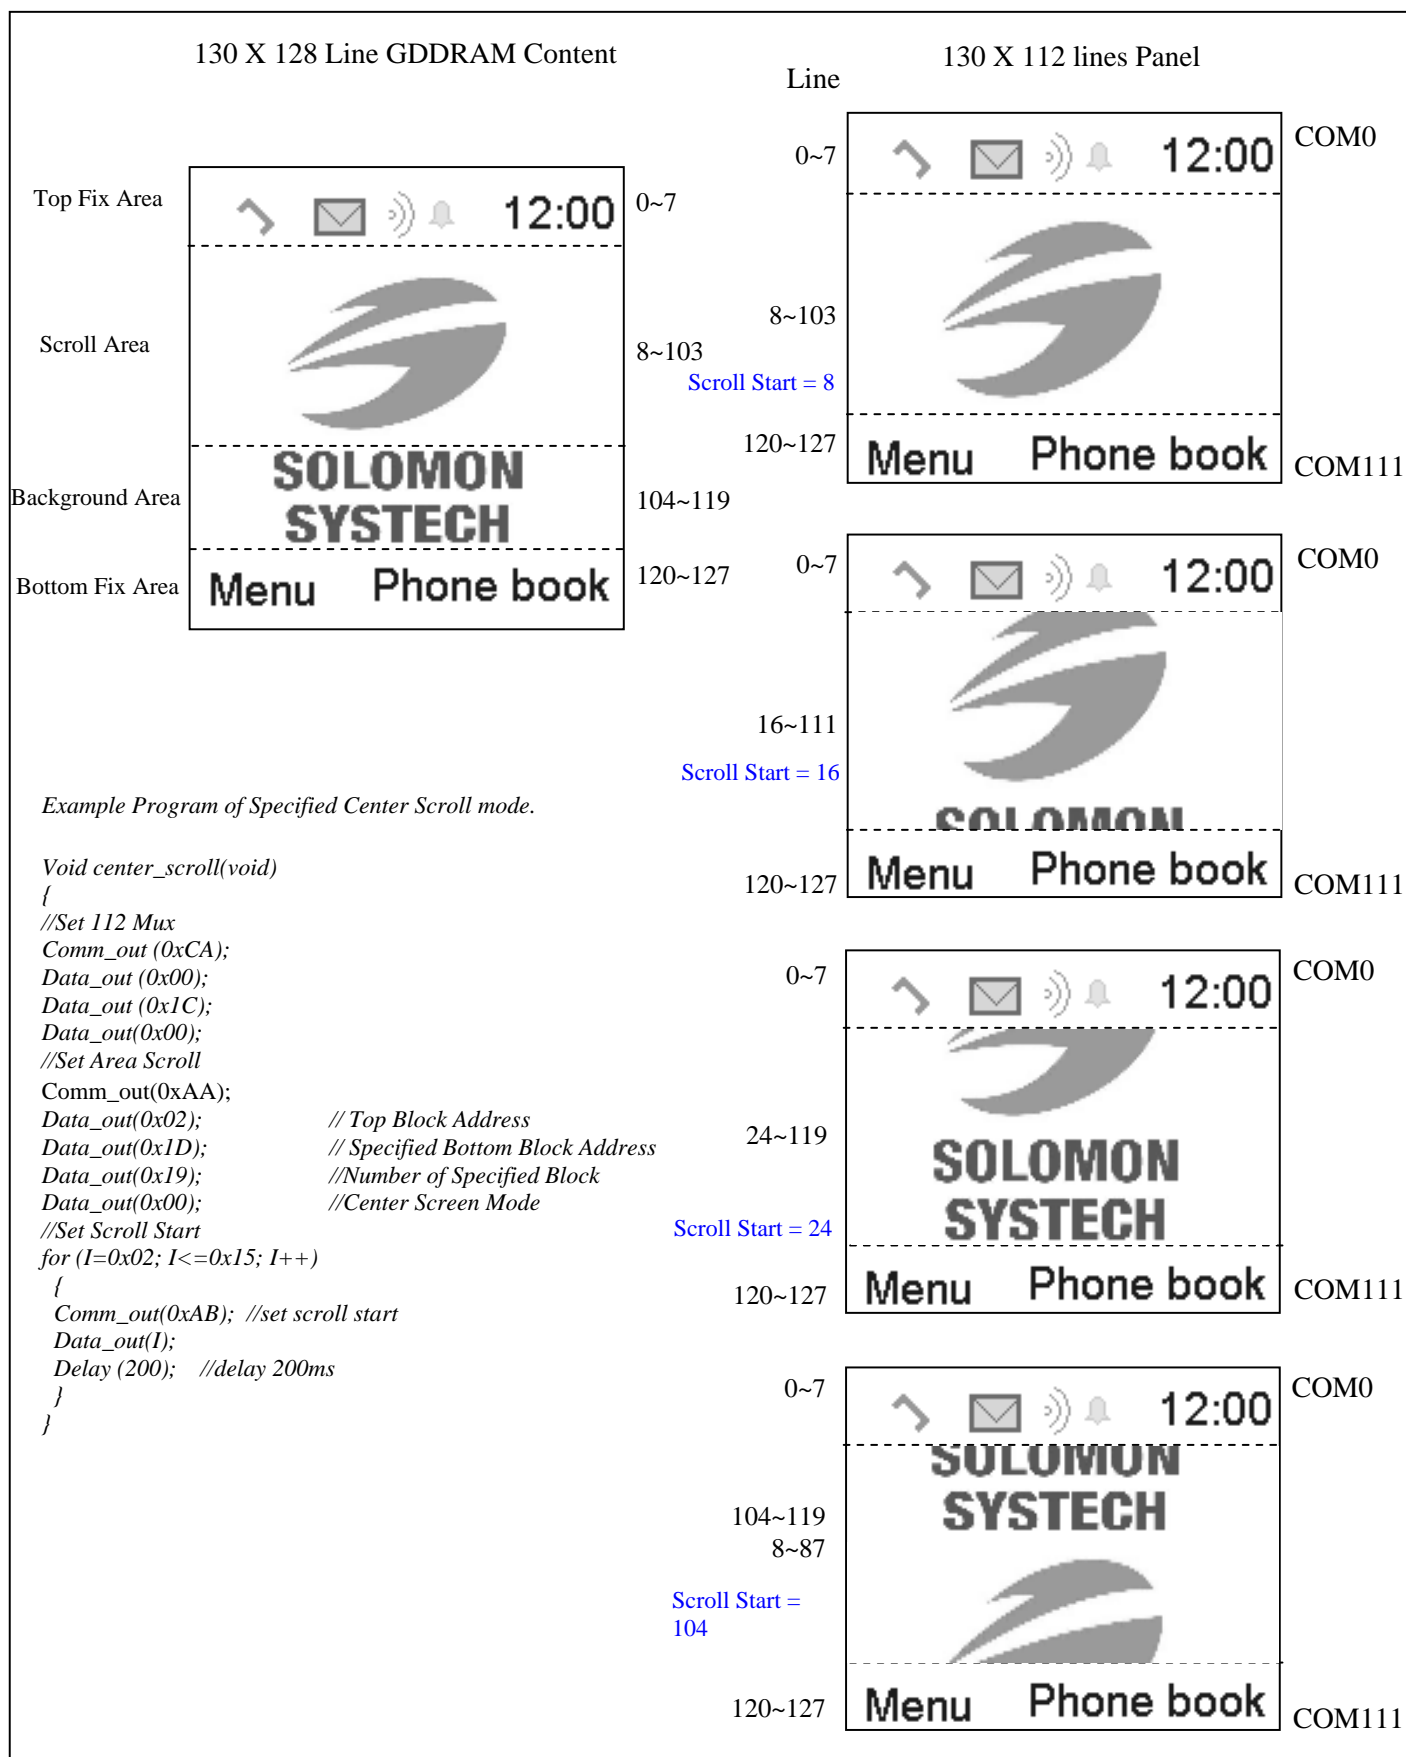 130 X 128 Line GDDRAM Content
Top Fix Area
12:00
0~7
Scroll Area
8~103
SOLOMON
SYSTECH
Background Area
104~119
Bottom Fix Area
Menu Phone book
120~127
Example Program of Specified Center Scroll mode.
Void center_scroll(void)
{
//Set 112 Mux
Comm_out (0xCA);
Data_out (0x00);
Data_out (0x1C);
Data_out(0x00);
//Set Area Scroll
Comm_out(0xAA);
Data_out(0x02); // Top Block Address
Data_out(0x1D); // Specified Bottom Block Address
Data_out(0x19); //Number of Specified Block
Data_out(0x00); //Center Screen Mode
//Set Scroll Start
for (I=0x02; I<=0x15; I++)
{
Comm_out(0xAB); //set scroll start
Data_out(I);
Delay (200); //delay 200ms
}
}
130 X 112 lines Panel
Line
0~7
12:00
COM0
8~103
Scroll Start = 8
120~127
Menu Phone book
COM111
0~7
12:00
COM0
16~111
Scroll Start = 16
SOLOMON
120~127
Menu Phone book
COM111
0~7
12:00
COM0
24~119
SOLOMON
SYSTECH
Scroll Start = 24
120~127
Menu Phone book
COM111
0~7
12:00
COM0
SOLOMON
SYSTECH
104~119
8~87
Scroll Start =
104
120~127
Menu Phone book
COM111